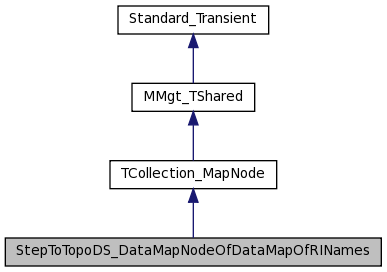 Standard_Transient
MMgt_TShared
TCollection_MapNode
StepToTopoDS_DataMapNodeOfDataMapOfRINames